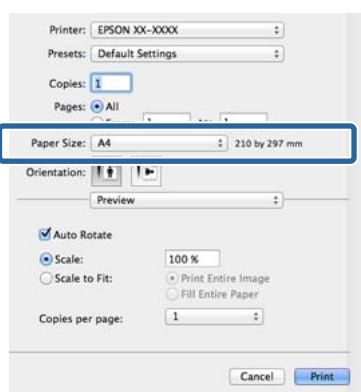 Printer: EPSON XX-XXXX
Presets: Default Settings
Copies: 1
Pages: All
Paper Size: A4 210 by 297 mm
Orientation:
Preview
Auto Rotate
Scale: 100 %
Scale to Fit: Print Entire Image
Fill Entire Paper
Copies per page: 1
Cancel Print